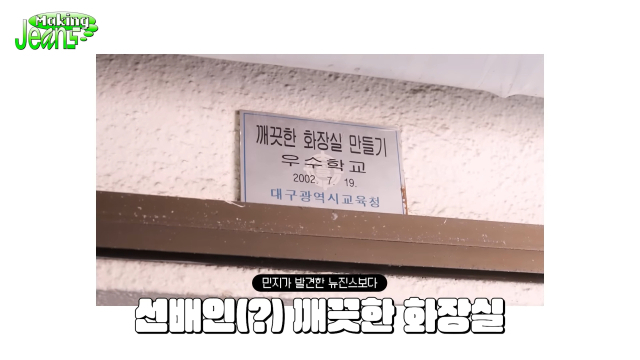 Making
Jeans
깨끗한 화장실 만들기
우수학교
2002. 7. 19.
대구광역시교육청
민지가 발견한 뉴진스보다
선배인(?) 깨끗한 화장실